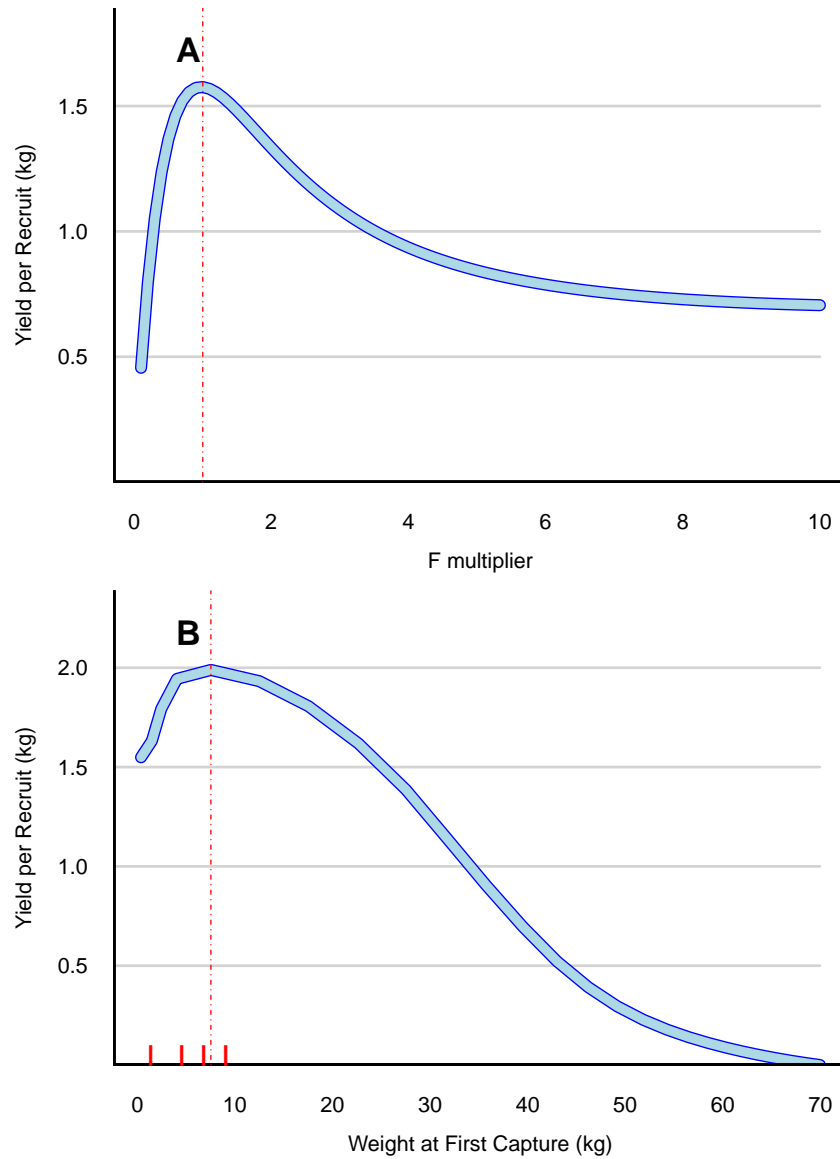 A
1.5
1.0
0.5
Yield per Recruit (kg)
0 2 4 6 8 10
F multiplier
B
2.0
1.5
1.0
0.5
Yield per Recruit (kg)
0 10 20 30 40 50 60 70
Weight at First Capture (kg)